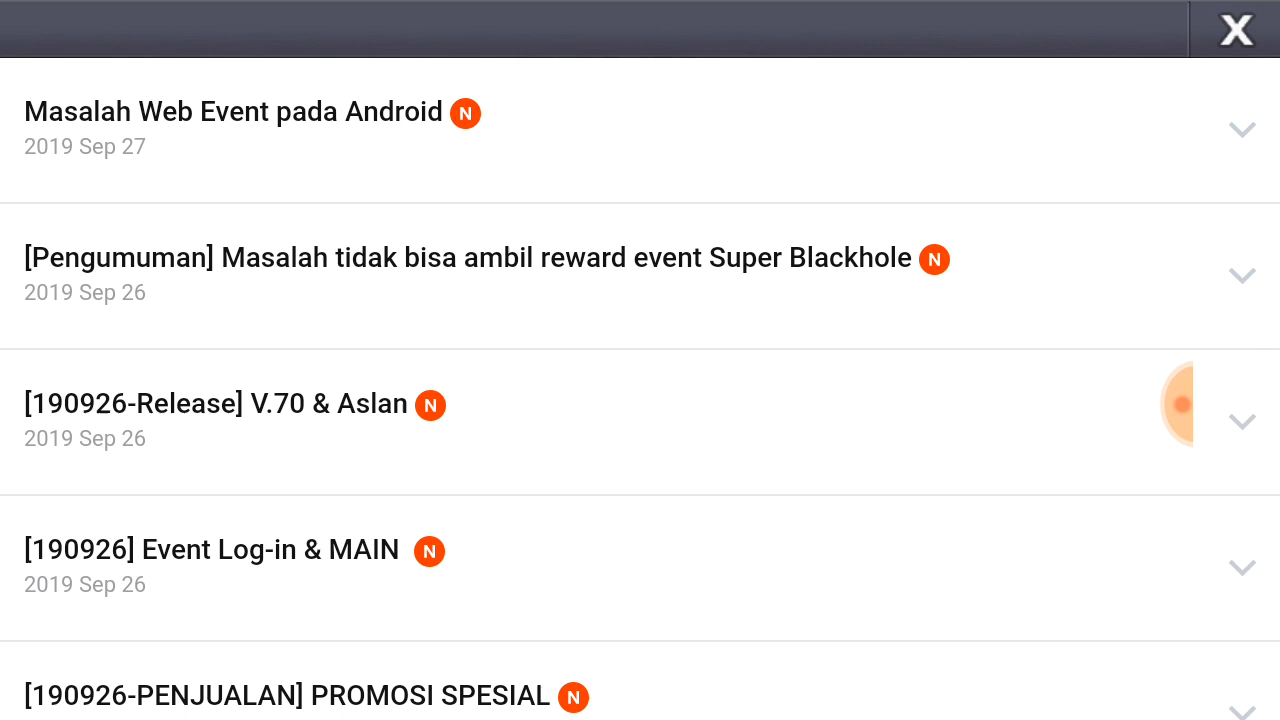 X
Masalah Web Event pada Android N
2019 Sep 27
[Pengumuman] Masalah tidak bisa ambil reward event Super Blackhole N
2019 Sep 26
[190926-Release] V.70 & Aslan N
2019 Sep 26
[190926] Event Log-in & MAIN N
2019 Sep 26
[190926-PENJUALAN] PROMOSI SPESIAL N